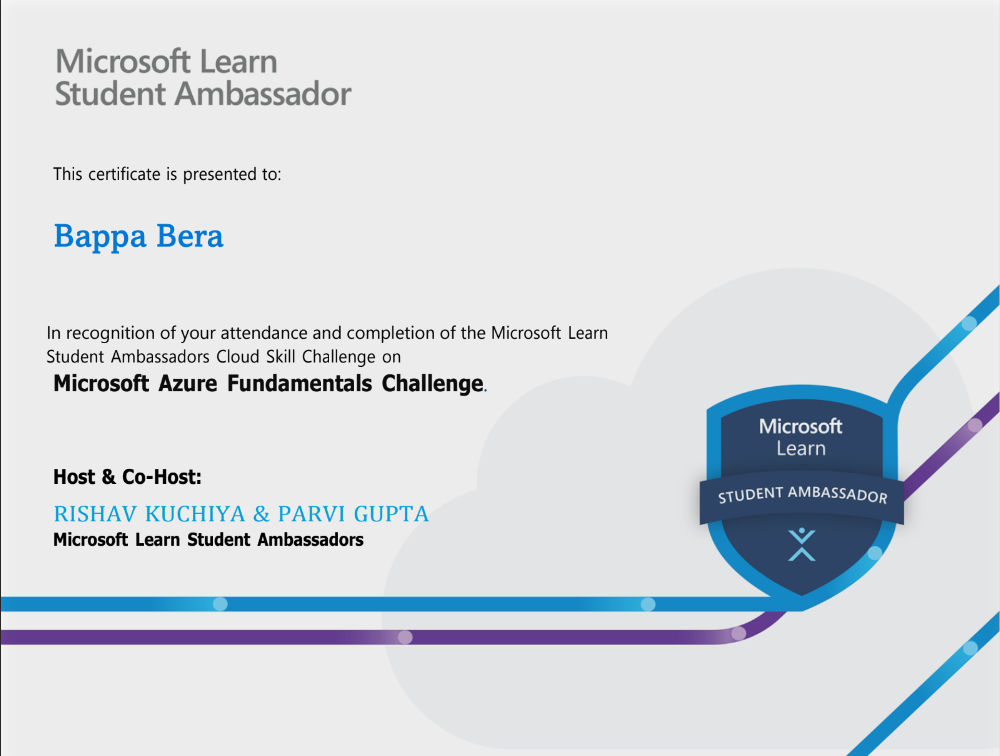 Microsoft Learn
Student Ambassador
This certificate is presented to:
Bappa Bera
In recognition of your attendance and completion of the Microsoft Learn
Student Ambassadors Cloud Skill Challenge on
Microsoft Azure Fundamentals Challenge.
Host & Co-Host:
RISHAV KUCHIYA & PARVI GUPTA
Microsoft Learn Student Ambassadors
Microsoft
Learn
STUDENT AMBASSADOR